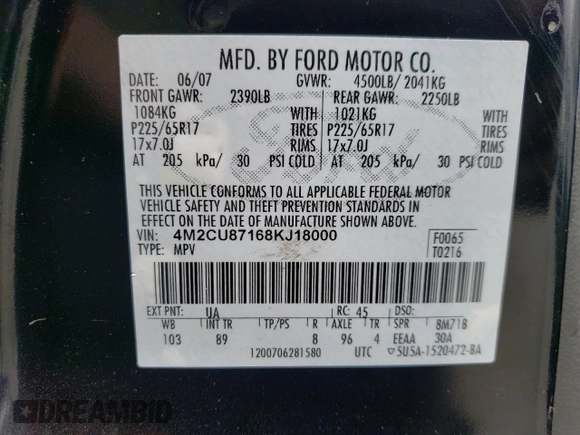 MFD. BY FORD MOTOR CO.
DATE 06/07 GVWR: 4500LB/ 2041KG
FRONT GAWR: 2390LB REAR GAWR: 2250LB
1084KG WITH 1021KG WITH
P225/65R17 TIRES P225/65R17 TIRES
17x7.0J RIMS 17x7.0J RIMS
AT 205 kPa/ 30 PSI COLD AT 205 kPa/ 30 PSI COLD
THIS VEHICLE CONFORMS TO ALL APPLICABLE FEDERAL MOTOR
VEHICLE SAFETY AND THEFT PREVENTION STANDARDS IN
EFFECT ON THE DATE OF MANUFACTURE SHOWN ABOVE.
VIN: 4M2CU87168KJ18000 F0065
TYPE: MPV T0216
EXT PNT: UA RC: 45 DSO:
WB INT TR TP/PS R AXLE TR SPR 8M71B
103 89 8 96 4 EEAA 30A
1200706281580 UTC 5U5A-1520472-BA
Ford
DREAMBID